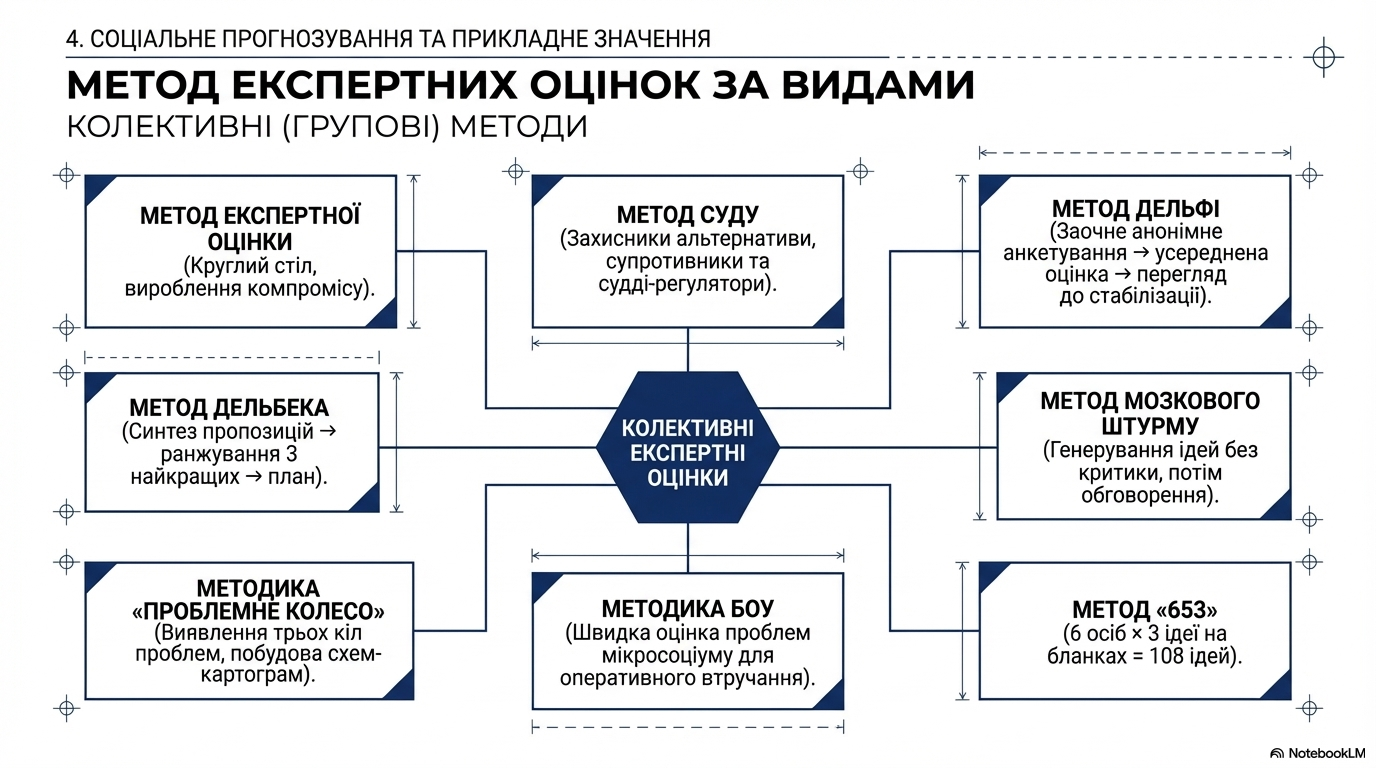 4. СОЦІАЛЬНЕ ПРОГНОЗУВАННЯ ТА ПРИКЛАДНЕ ЗНАЧЕННЯ
МЕТОД ЕКСПЕРТНИХ ОЦІНОК ЗА ВИДАМИ
КОЛЕКТИВНІ (ГРУПОВІ) МЕТОДИ
МЕТОД ЕКСПЕРТНОЇ
ОЦІНКИ
(Круглий стіл,
вироблення компромісу).
МЕТОД СУДУ
(Захисники альтернативи,
супротивники та
судді-регулятори).
МЕТОД ДЕЛЬФІ
(Заочне анонімне
анкетування → усереднена
оцінка → перегляд
до стабілізації).
МЕТОД ДЕЛЬБЕКА
(Синтез пропозицій →
ранжування 3
найкращих → план).
КОЛЕКТИВНІ
ЕКСПЕРТНІ
ОЦІНКИ
МЕТОД МОЗКОВОГО
ШТУРМУ
(Генерування ідей без
критики, потім
обговорення).
МЕТОДИКА
«ПРОБЛЕМНЕ КОЛЕСО»
(Виявлення трьох кіл
проблем, побудова схем-
картограм).
МЕТОДИКА БОУ
(Швидка оцінка проблем
мікросоціуму для
оперативного втручання).
МЕТОД «653»
(6 осіб × 3 ідеї на
бланках = 108 ідей).
NotebookLM